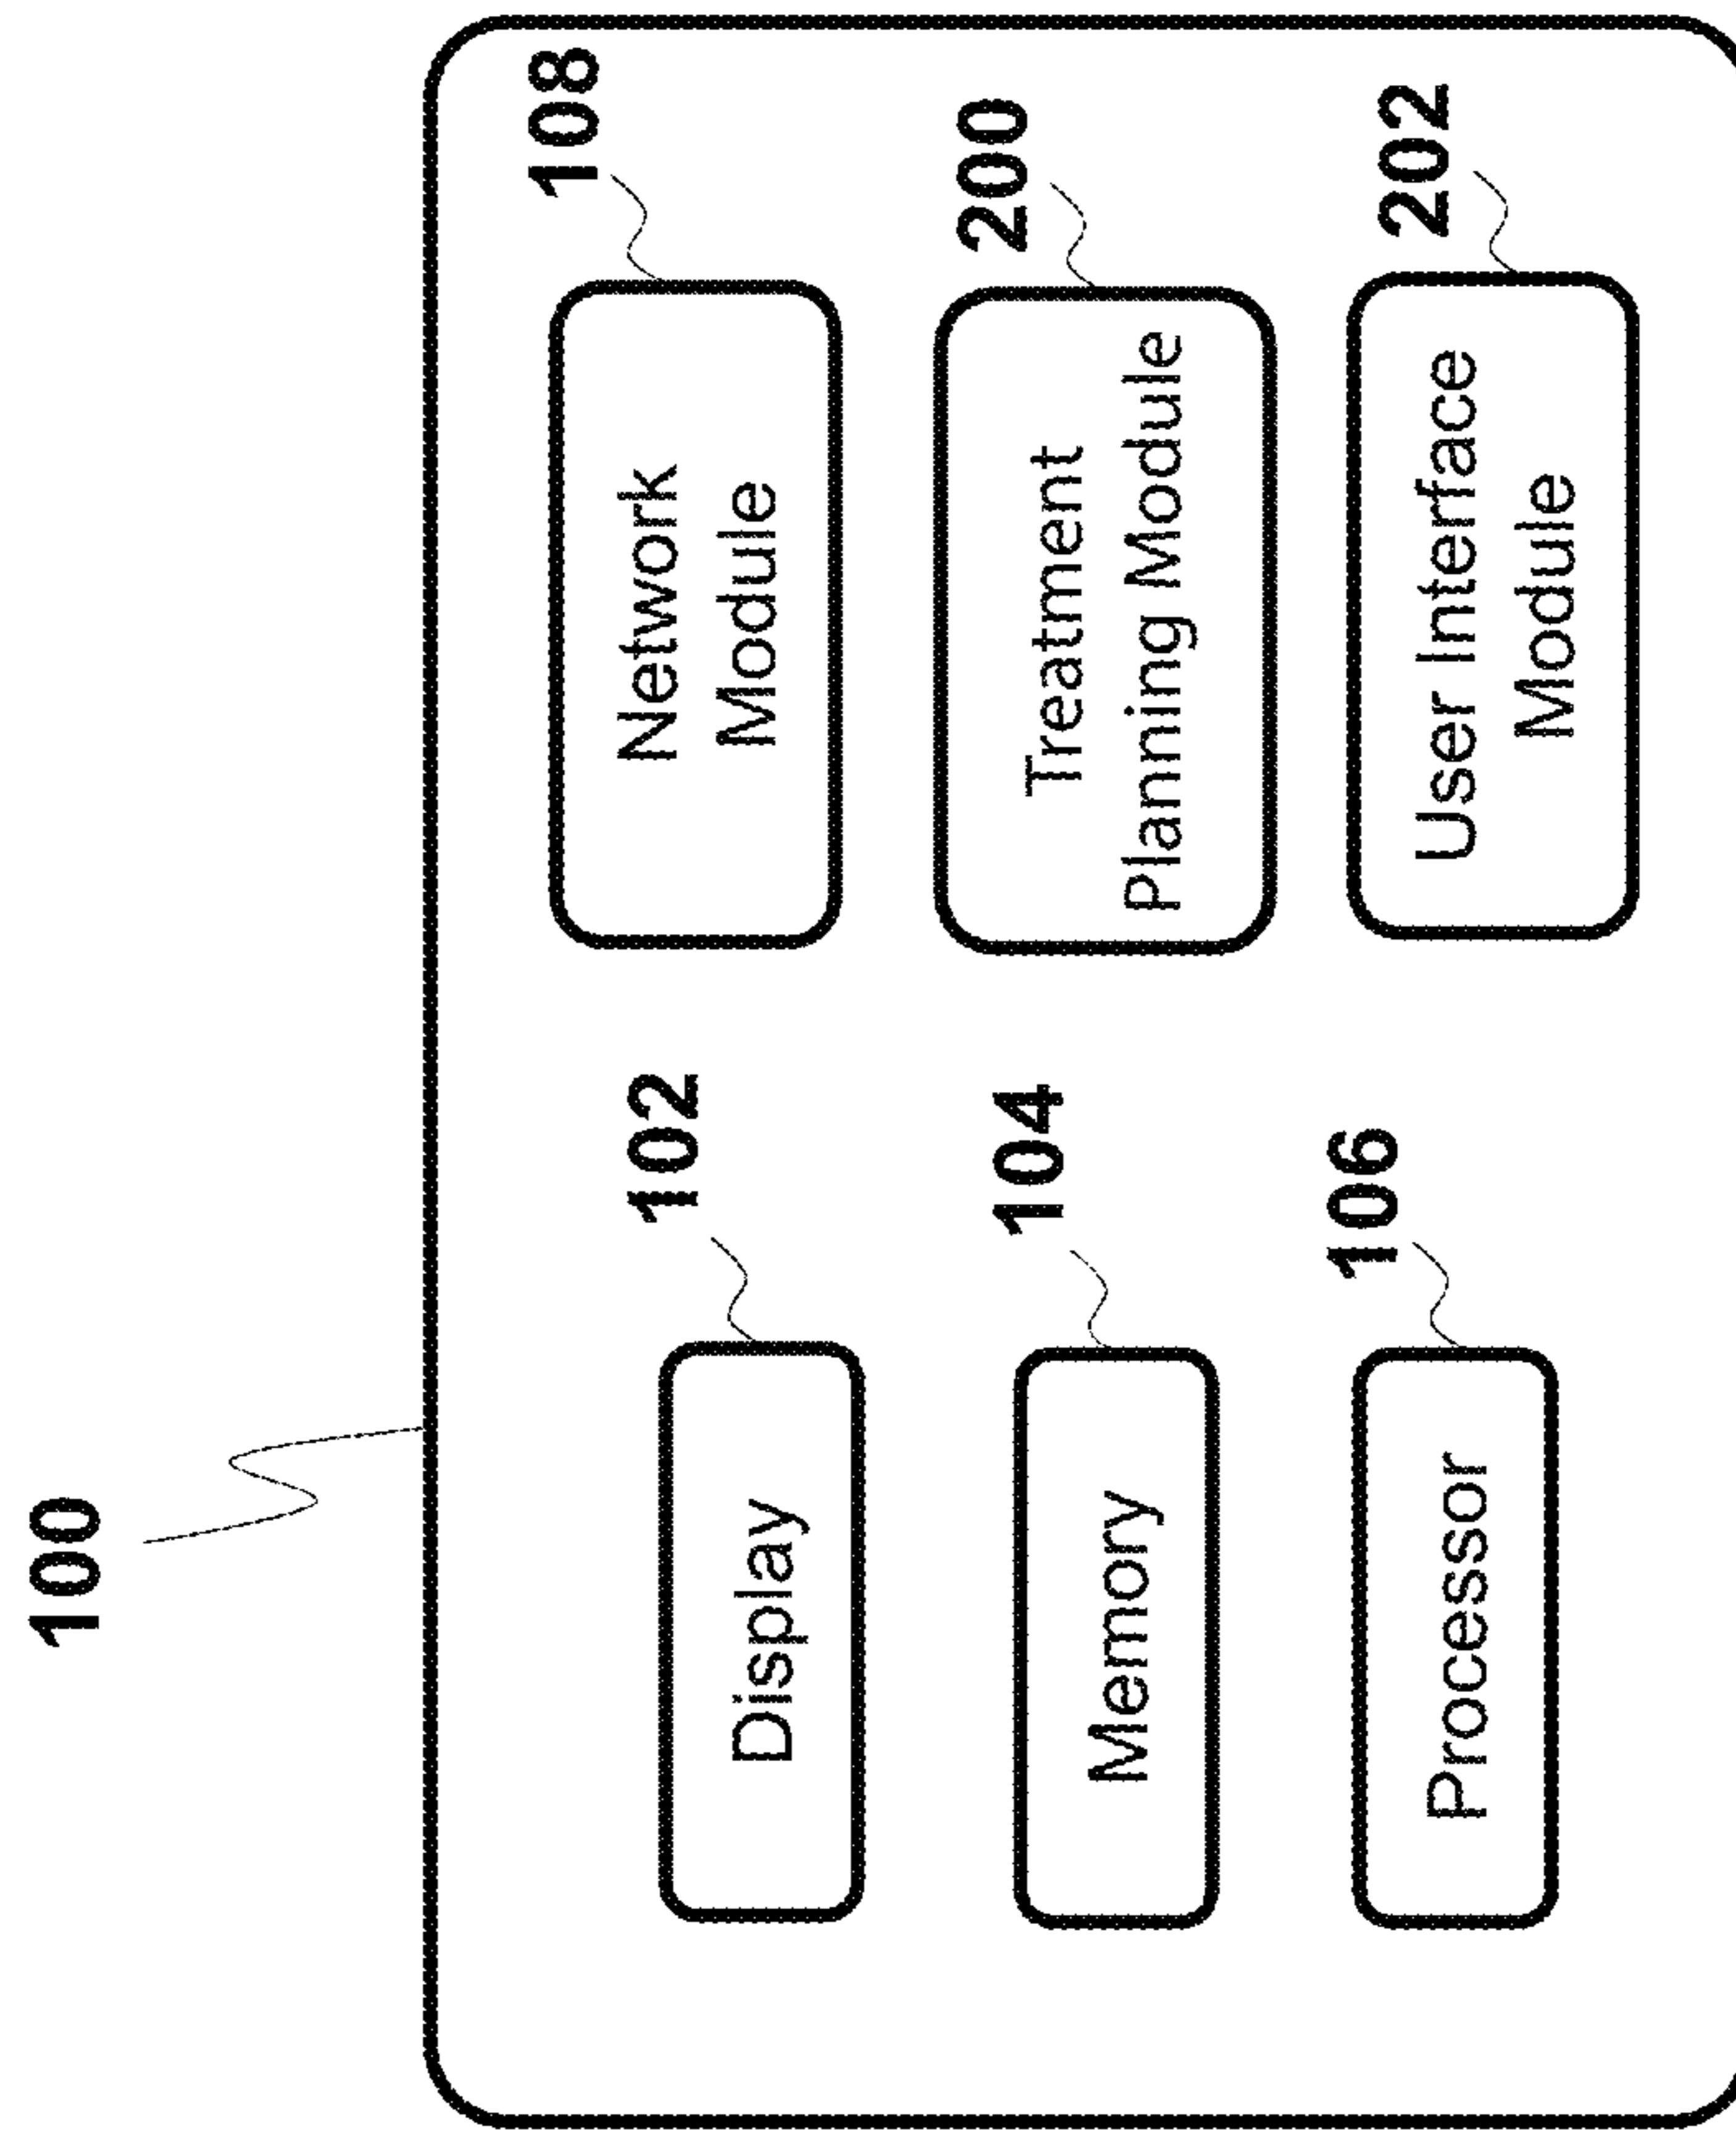 100
Display
102
Memory
104
Processor
106
Network
Module
108
Treatment
Planning Module
200
User Interface
Module
202